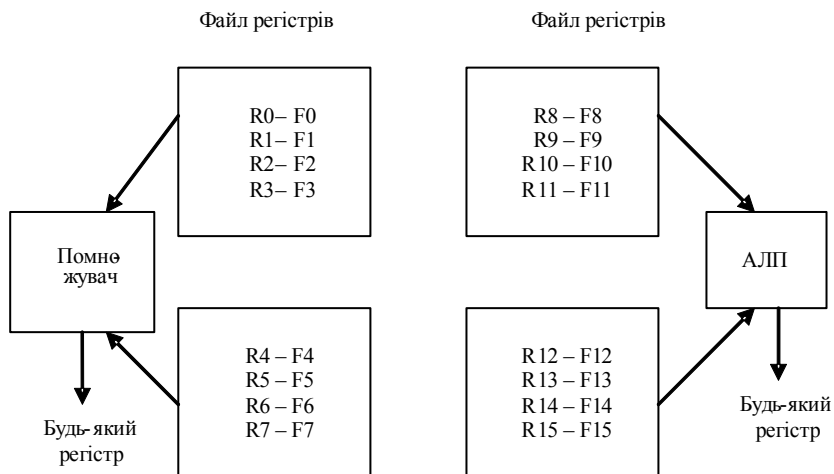 Файл регістрів
Файл регістрів
R0 – F0
R1 – F1
R2 – F2
R3 – F3
R8 – F8
R9 – F9
R10 – F10
R11 – F11
Помно-
жувач
АЛП
R4 – F4
R5 – F5
R6 – F6
R7 – F7
R12 – F12
R13 – F13
R14 – F14
R15 – F15
Будь-який
регістр
Будь-який
регістр